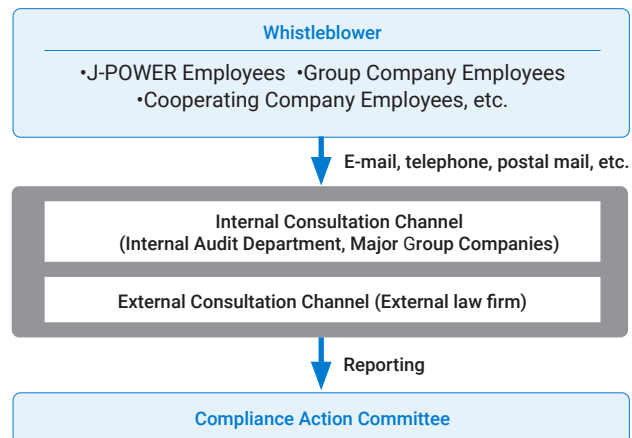 Whistleblower
•J-POWER Employees •Group Company Employees
•Cooperating Company Employees, etc.
E-mail, telephone, postal mail, etc.
Internal Consultation Channel
(Internal Audit Department, Major Group Companies)
External Consultation Channel (External law firm)
Reporting
Compliance Action Committee